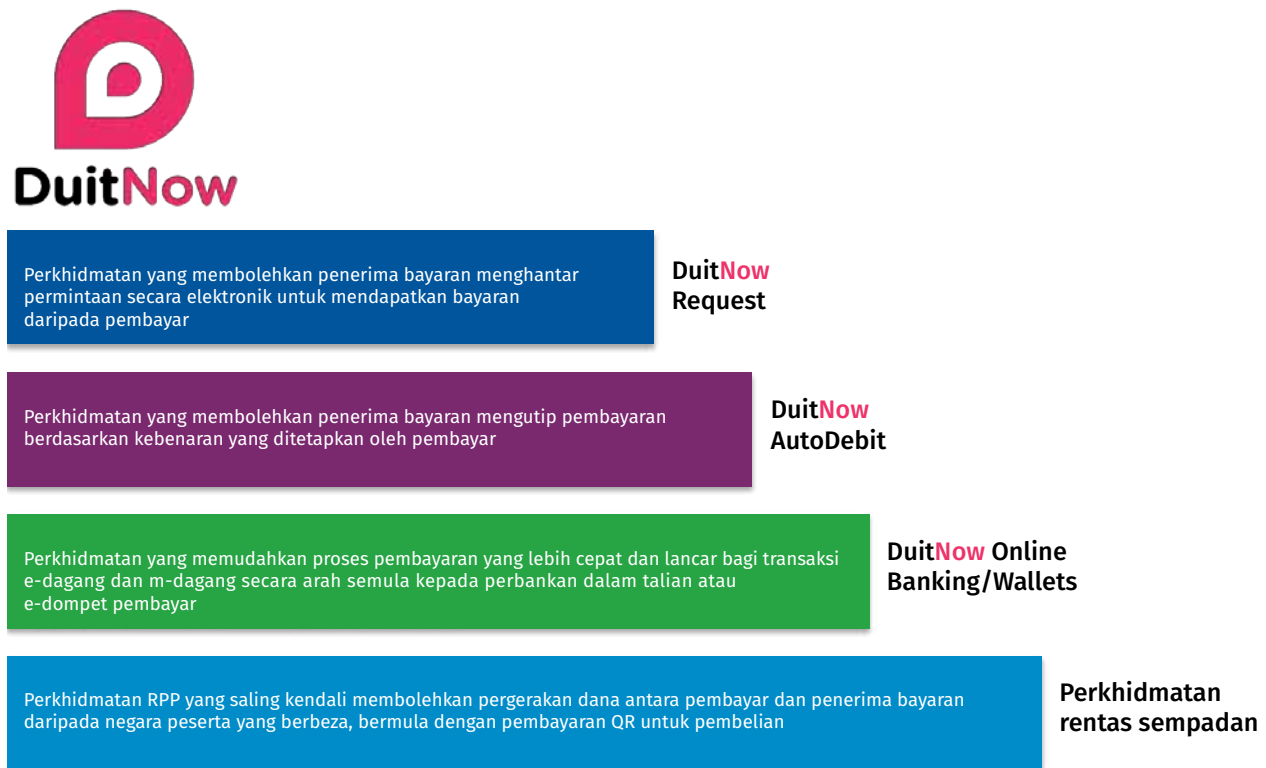 DuitNow
Perkhidmatan yang membolehkan penerima bayaran menghantar
permintaan secara elektronik untuk mendapatkan bayaran
daripada pembayar
DuitNow
Request
Perkhidmatan yang membolehkan penerima bayaran mengutip pembayaran
berdasarkan kebenaran yang ditetapkan oleh pembayar
DuitNow
AutoDebit
Perkhidmatan yang memudahkan proses pembayaran yang lebih cepat dan lancar bagi transaksi
e-dagang dan m-dagang secara arah semula kepada perbankan dalam talian atau
e-dompet pembayar
DuitNow Online
Banking/Wallets
Perkhidmatan RPP yang saling kendali membolehkan pergerakan dana antara pembayar dan penerima bayaran
daripada negara peserta yang berbeza, bermula dengan pembayaran QR untuk pembelian
Perkhidmatan
rentas sempadan